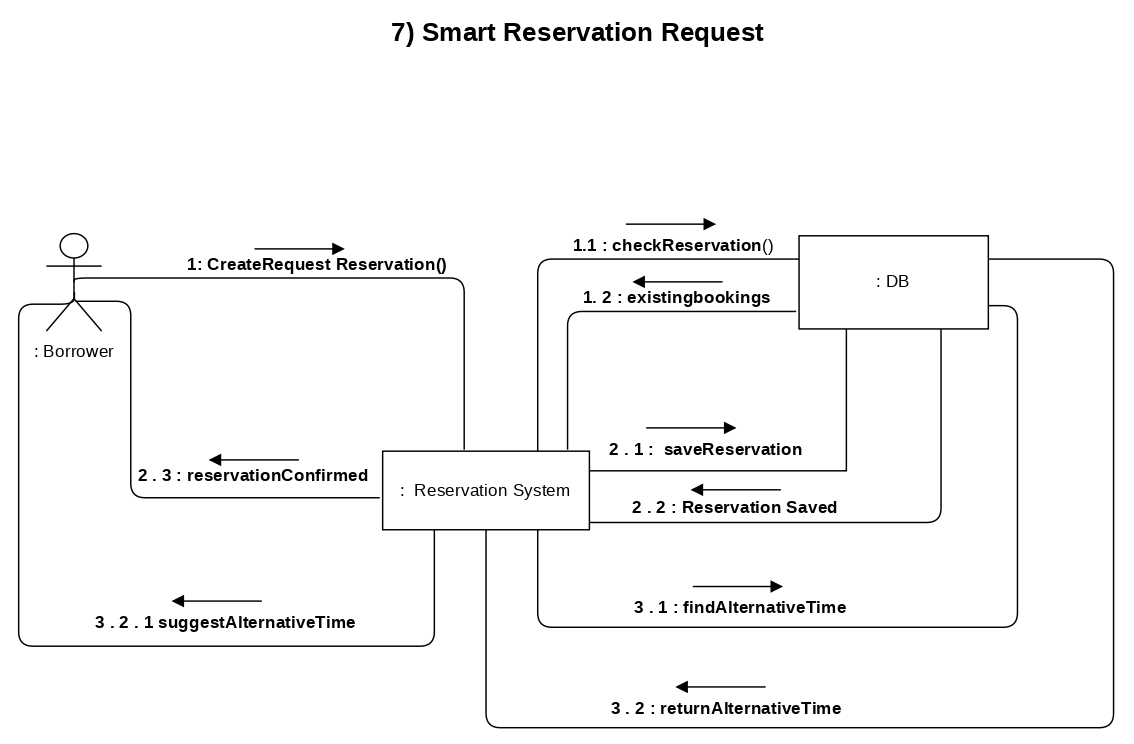 7) Smart Reservation Request
1.1 : checkReservation()
1: CreateRequest Reservation()
: DB
1. 2 : existingbookings
: Borrower
2 . 1 :  saveReservation
2 . 3 : reservationConfirmed
:  Reservation System
2 . 2 : Reservation Saved
3 . 1 : findAlternativeTime
3 . 2 . 1 suggestAlternativeTime
3 . 2 : returnAlternativeTime